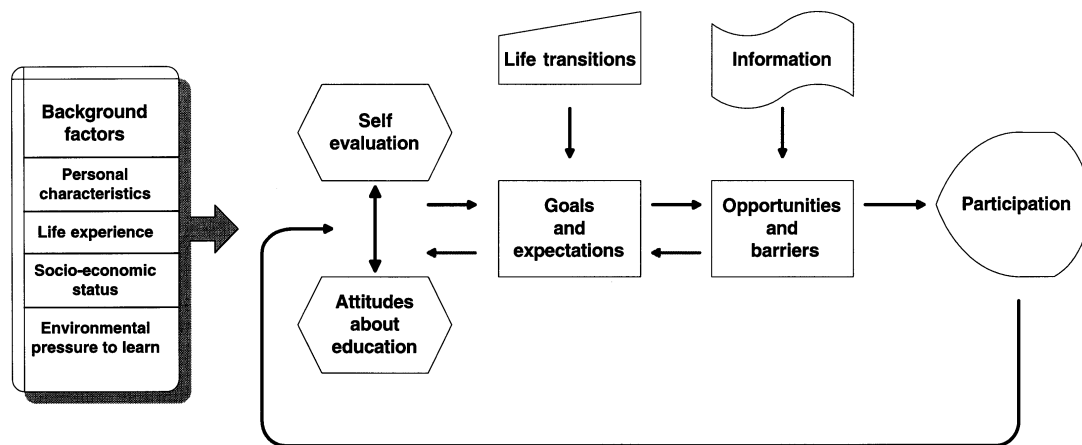 Background
factors
Personal
characteristics
Life experience
Socio-economic
status
Environmental
pressure to learn
Self
evaluation
Attitudes
about
education
Life transitions
Goals
and
expectations
Information
Opportunities
and
barriers
Participation